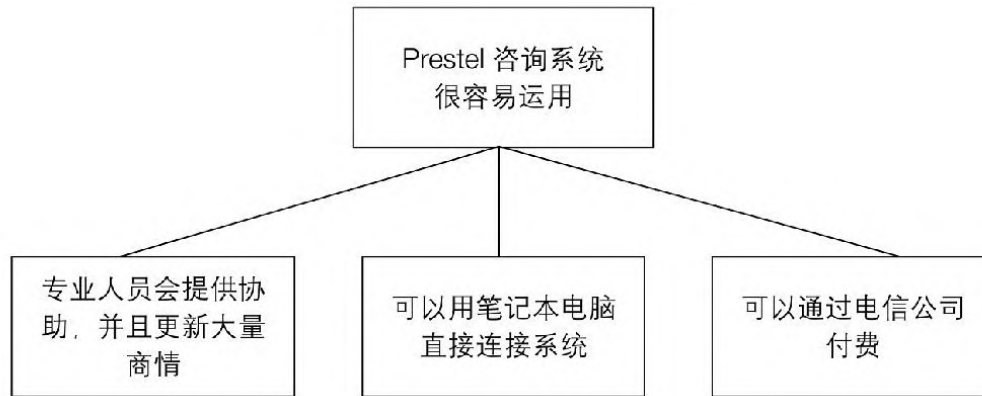 Prestel 咨询系统
很容易运用
专业人员会提供协
助，并且更新大量
商情
可以用笔记本电脑
直接连接系统
可以通过电信公司
付费